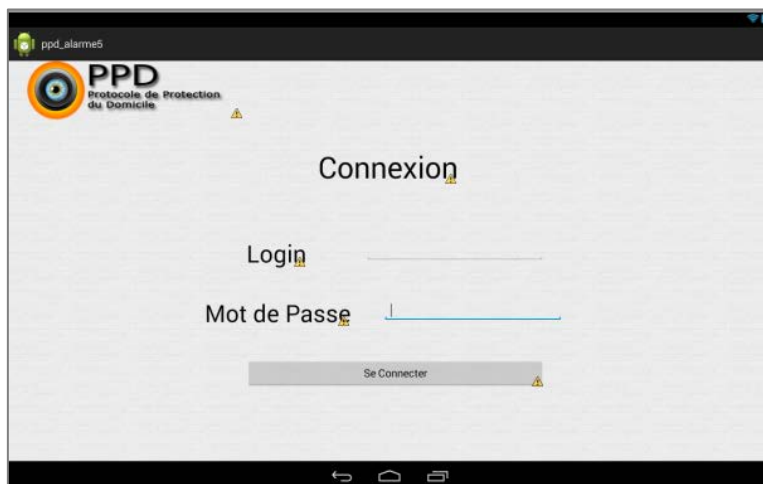 ppd_alarme5
PPD
Protocole de Protection
du Domicile
Connexion
Login
Mot de Passe
Se Connecter